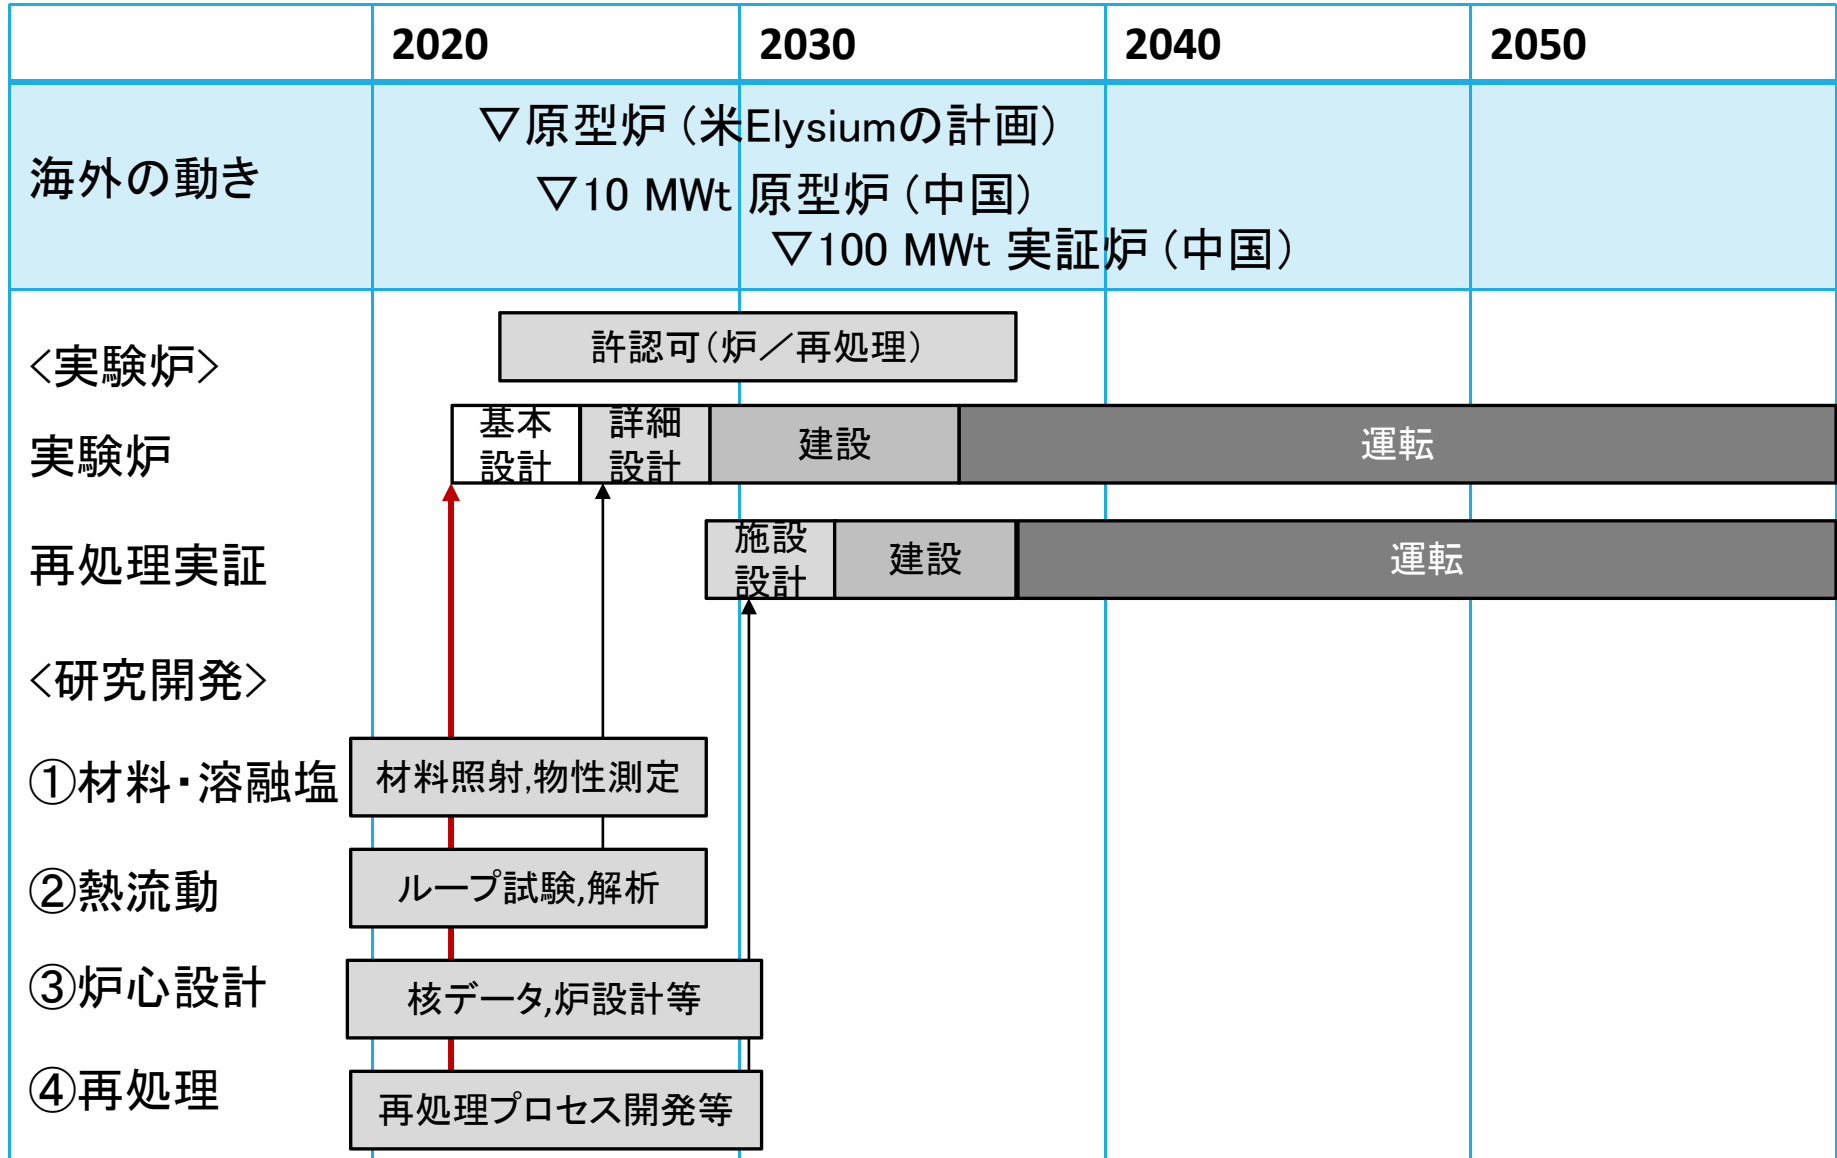 2020 2030 2040 2050
海外の動き
▽原型炉（米Elysiumの計画）
▽10 MWt 原型炉（中国）
▽100 MWt 実証炉（中国）
<実験炉>
許認可（炉／再処理）
実験炉
基本
設計
詳細
設計
建設
運転
再処理実証
施設
設計
建設
運転
<研究開発>
①材料・溶融塩
材料照射,物性測定
②熱流動
ループ試験,解析
③炉心設計
核データ,炉設計等
④再処理
再処理プロセス開発等